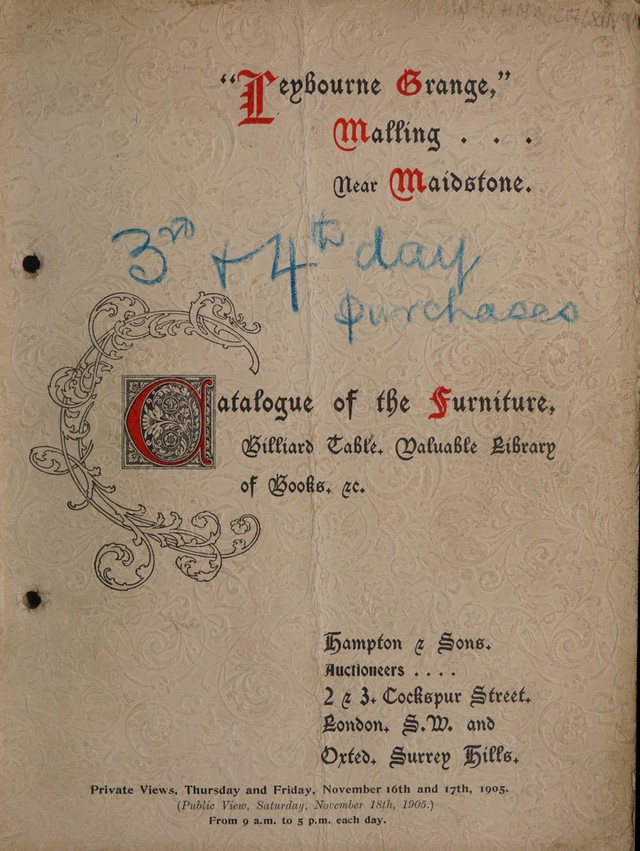 "Leybourne Grange,"
Malling . . .
Near Maidstone.
3rd + 4th day
purchases
Catalogue of the Furniture,
Billiard Table, Valuable Library
of Books, &c.
Hampton & Sons,
Auctioneers . . . .
2 & 3, Cockspur Street,
London, S.W. and
Oxted, Surrey Hills.
Private Views, Thursday and Friday, November 16th and 17th, 1905.
(Public View, Saturday, November 18th, 1905.)
From 9 a.m. to 5 p.m. each day.